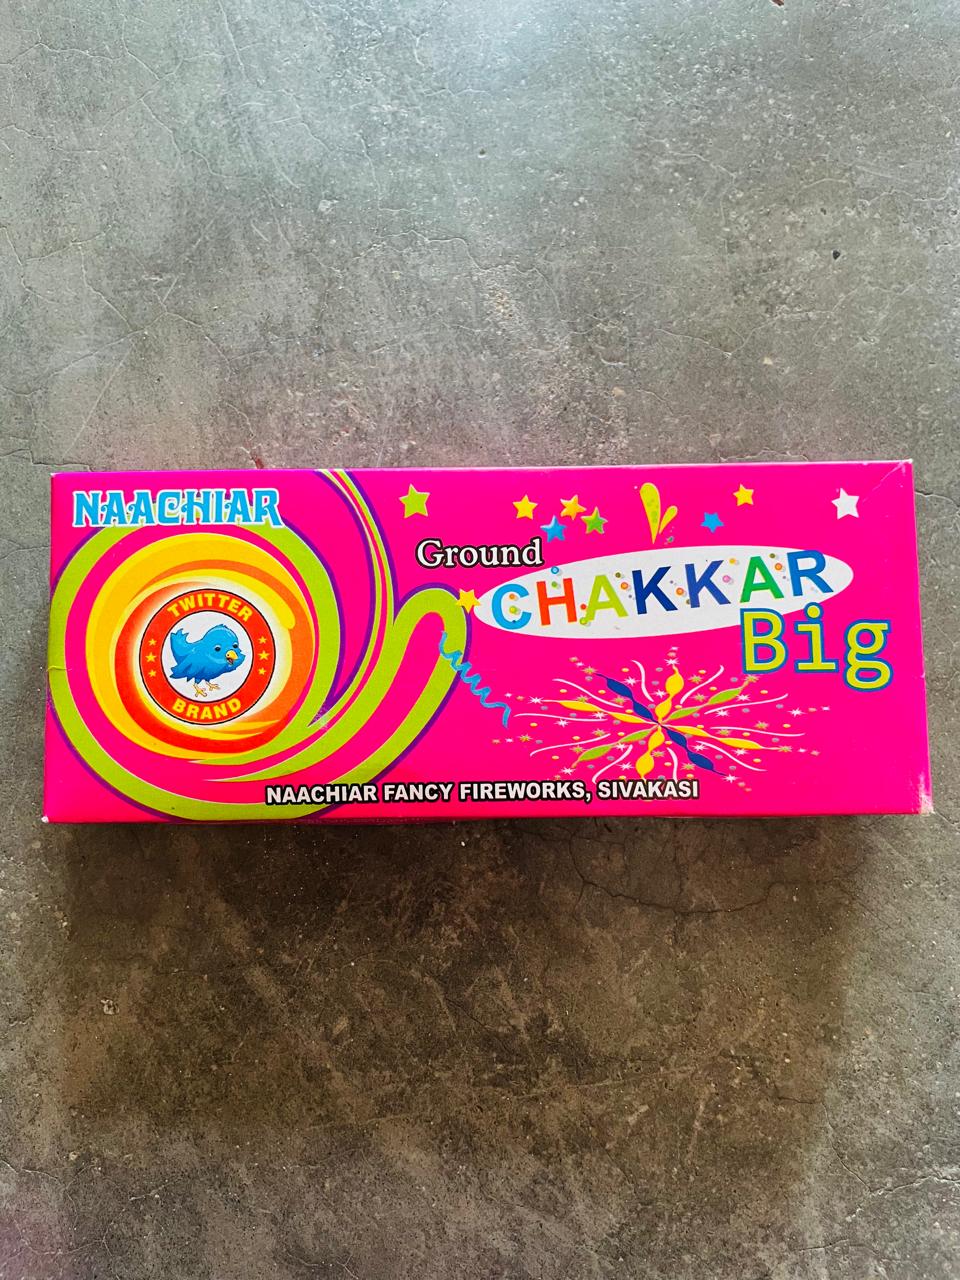 NAACHIAR
TWITTER
BRAND
Ground
CHAKKAR
Big
NAACHIAR FANCY FIREWORKS, SIVAKASI